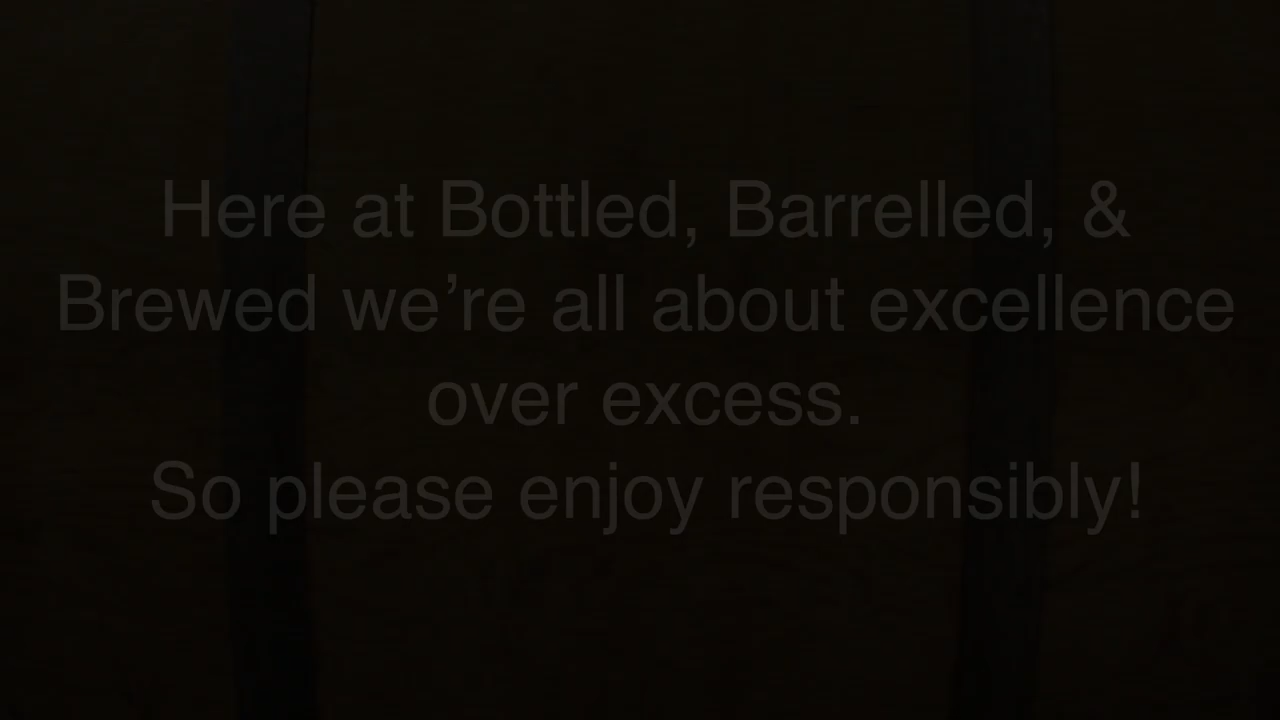 Here at Bottled, Barrelled, &
Brewed we’re all about excellence
over excess.
So please enjoy responsibly!